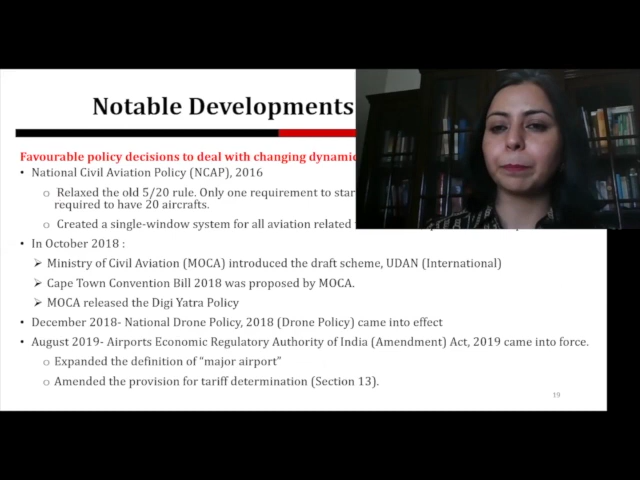 Notable Developments
Favourable policy decisions to deal with changing dynamic
• National Civil Aviation Policy (NCAP), 2016
o Relaxed the old 5/20 rule. Only one requirement to star
required to have 20 aircrafts.
o Created a single-window system for all aviation related
• In October 2018 :
➢ Ministry of Civil Aviation (MOCA) introduced the draft scheme, UDAN (International)
➢ Cape Town Convention Bill 2018 was proposed by MOCA.
➢ MOCA released the Digi Yatra Policy
• December 2018- National Drone Policy, 2018 (Drone Policy) came into effect
• August 2019- Airports Economic Regulatory Authority of India (Amendment) Act, 2019 came into force.
o Expanded the definition of “major airport”
o Amended the provision for tariff determination (Section 13).
19